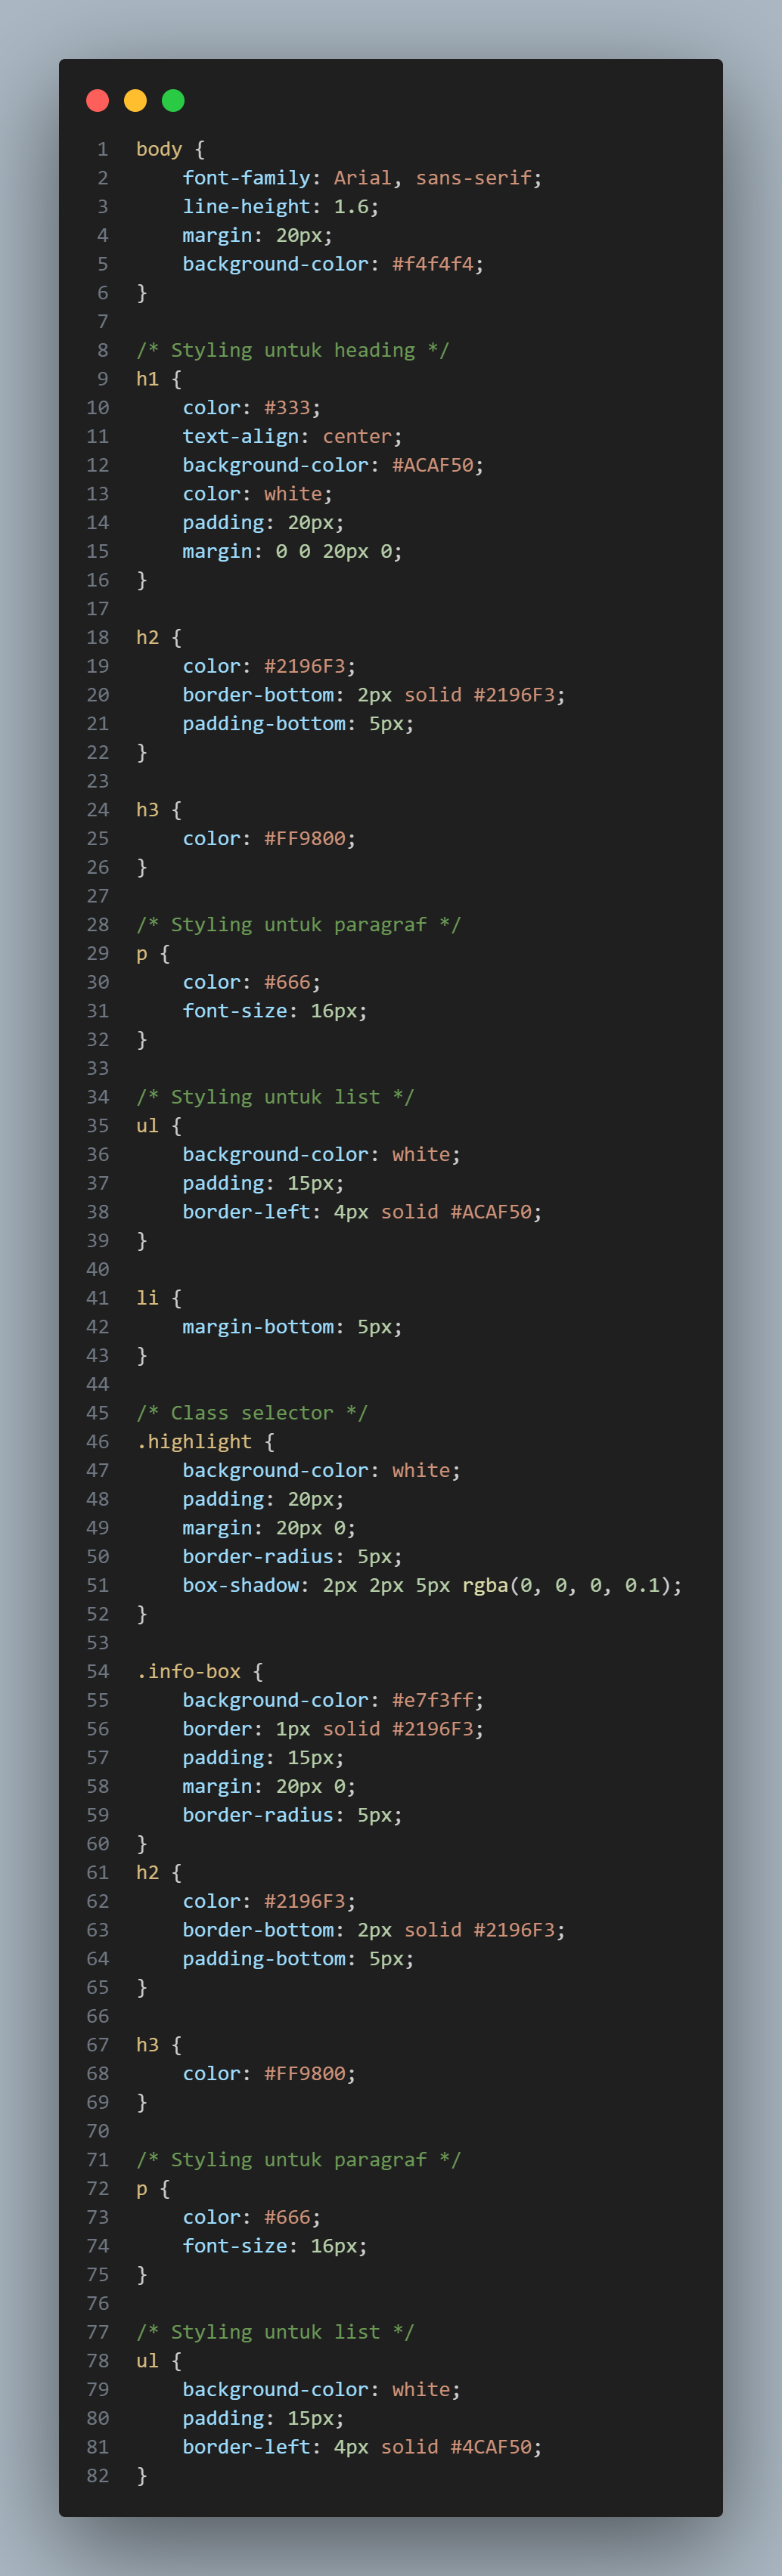 1 body {
2     font-family: Arial, sans-serif;
3     line-height: 1.6;
4     margin: 20px;
5     background-color: #f4f4f4;
6 }
7
8 /* Styling untuk heading */
9 h1 {
10     color: #333;
11     text-align: center;
12     background-color: #ACAF50;
13     color: white;
14     padding: 20px;
15     margin: 0 0 20px 0;
16 }
17
18 h2 {
19     color: #2196F3;
20     border-bottom: 2px solid #2196F3;
21     padding-bottom: 5px;
22 }
23
24 h3 {
25     color: #FF9800;
26 }
27
28 /* Styling untuk paragraf */
29 p {
30     color: #666;
31     font-size: 16px;
32 }
33
34 /* Styling untuk list */
35 ul {
36     background-color: white;
37     padding: 15px;
38     border-left: 4px solid #ACAF50;
39 }
40
41 li {
42     margin-bottom: 5px;
43 }
44
45 /* Class selector */
46 .highlight {
47     background-color: white;
48     padding: 20px;
49     margin: 20px 0;
50     border-radius: 5px;
51     box-shadow: 2px 2px 5px rgba(0, 0, 0, 0.1);
52 }
53
54 .info-box {
55     background-color: #e7f3ff;
56     border: 1px solid #2196F3;
57     padding: 15px;
58     margin: 20px 0;
59     border-radius: 5px;
60 }
61 h2 {
62     color: #2196F3;
63     border-bottom: 2px solid #2196F3;
64     padding-bottom: 5px;
65 }
66
67 h3 {
68     color: #FF9800;
69 }
70
71 /* Styling untuk paragraf */
72 p {
73     color: #666;
74     font-size: 16px;
75 }
76
77 /* Styling untuk list */
78 ul {
79     background-color: white;
80     padding: 15px;
81     border-left: 4px solid #4CAF50;
82 }